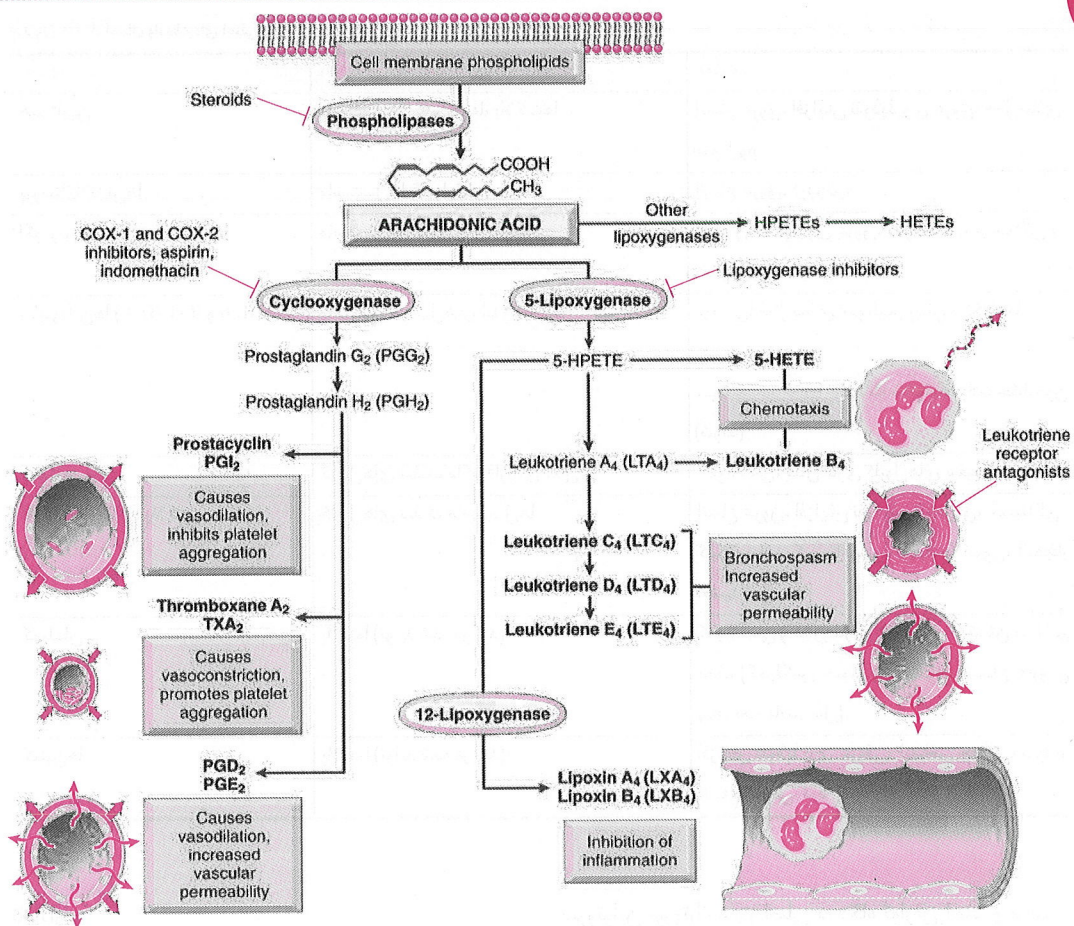 Cell membrane phospholipids
Steroids
Phospholipases
COOH
CH₃
ARACHIDONIC ACID
Other
lipoxygenases
HPETEs
HETEs
COX-1 and COX-2
inhibitors, aspirin,
indomethacin
Lipoxygenase inhibitors
Cyclooxygenase
5-Lipoxygenase
Prostaglandin G₂ (PGG₂)
5-HPETE
5-HETE
Prostaglandin H₂ (PGH₂)
Chemotaxis
Prostacyclin
PGI₂
Leukotriene A₄ (LTA₄)
Leukotriene B₄
Leukotriene
receptor
antagonists
Causes
vasodilation,
inhibits platelet
aggregation
Leukotriene C₄ (LTC₄)
Leukotriene D₄ (LTD₄)
Leukotriene E₄ (LTE₄)
Bronchospasm
Increased
vascular
permeability
Thromboxane A₂
TXA₂
Causes
vasoconstriction,
promotes platelet
aggregation
12-Lipoxygenase
PGD₂
PGE₂
Causes
vasodilation,
increased
vascular
permeability
Lipoxin A₄ (LXA₄)
Lipoxin B₄ (LXB₄)
Inhibition of
inflammation